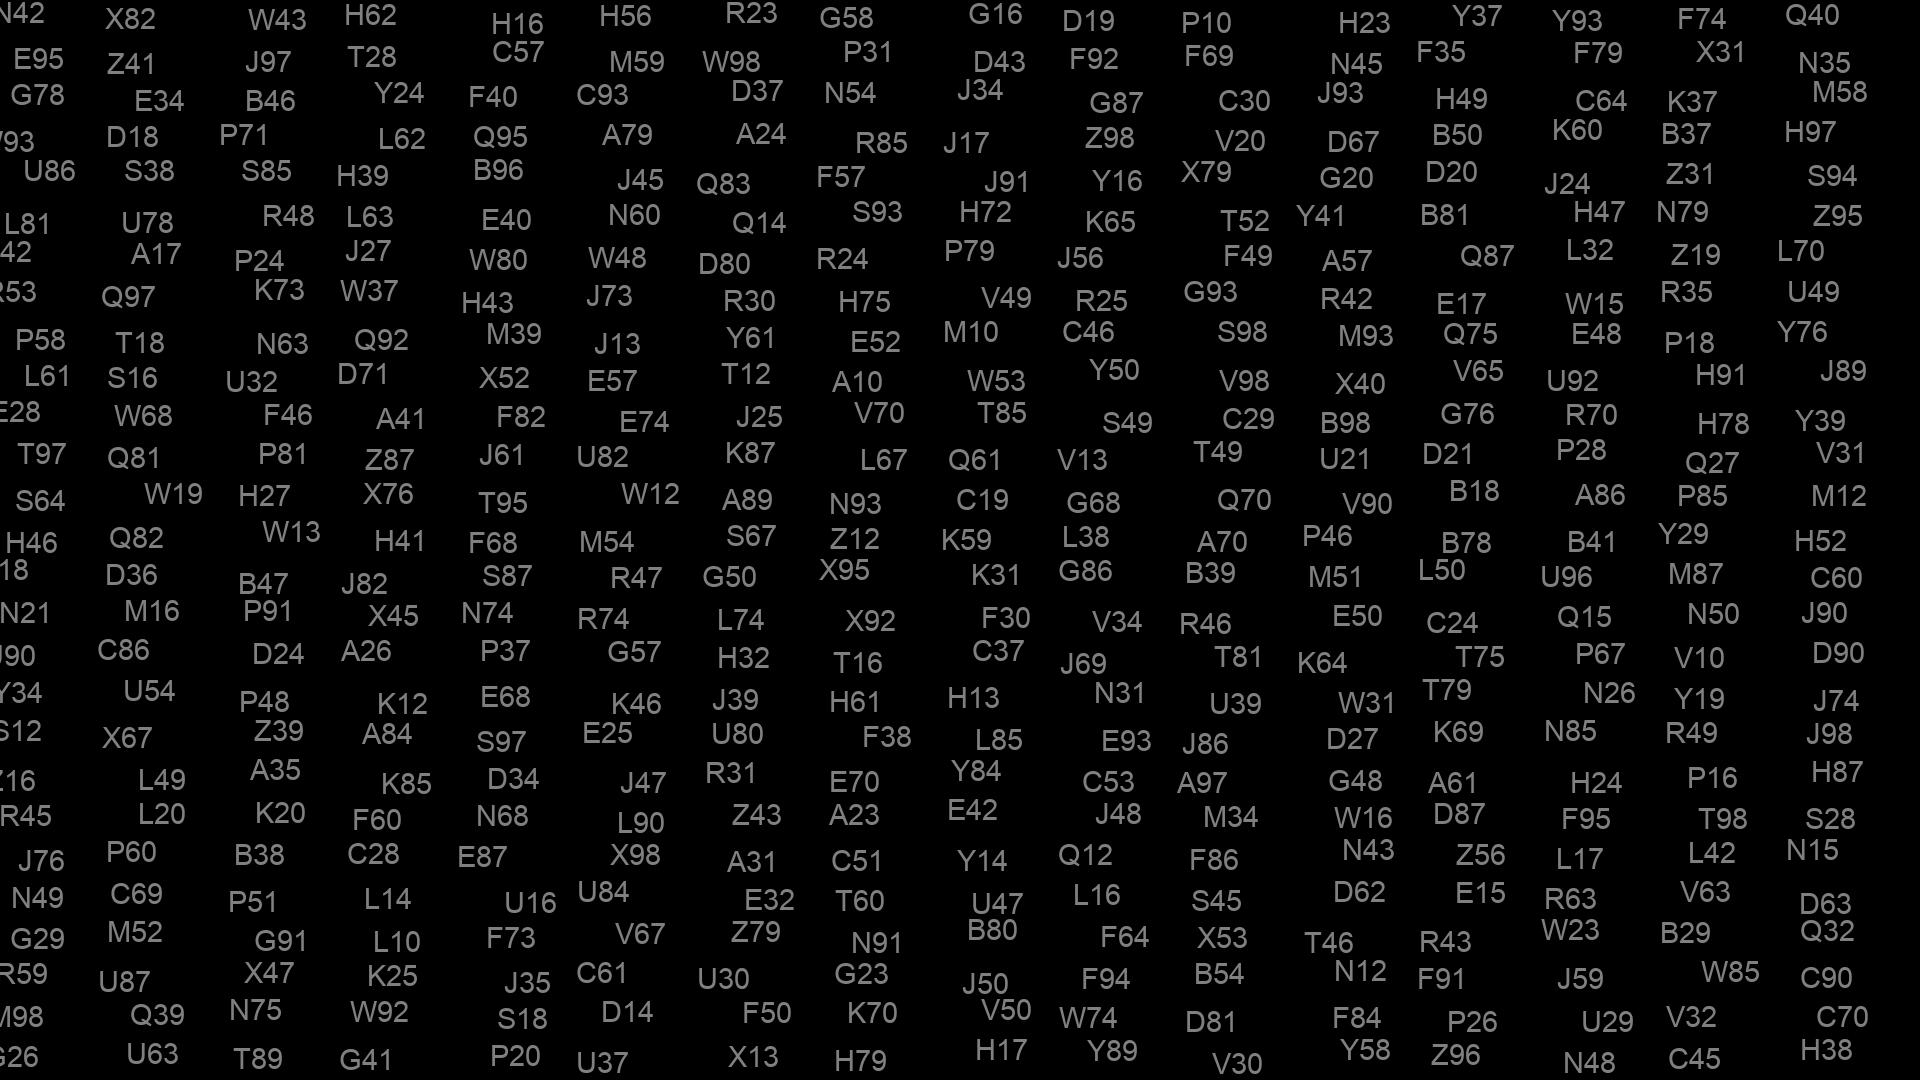 N42 X82 W43 H62 H16 H56 R23 G58 G16 D19 P10 H23 Y37 Y93 F74 Q40
E95 Z41 J97 T28 C57 M59 W98 P31 D43 F92 F69 N45 F35 F79 X31 N35
G78 E34 B46 Y24 F40 C93 D37 N54 J34 G87 C30 J93 H49 C64 K37 M58
93 D18 P71 L62 Q95 A79 A24 R85 J17 Z98 V20 D67 B50 K60 B37 H97
U86 S38 S85 H39 B96 J45 Q83 F57 J91 Y16 X79 G20 D20 J24 Z31 S94
L81 U78 R48 L63 E40 N60 Q14 S93 H72 K65 T52 Y41 B81 H47 N79 Z95
42 A17 P24 J27 W80 W48 D80 R24 P79 J56 F49 A57 Q87 L32 Z19 L70
R53 Q97 K73 W37 H43 J73 R30 H75 V49 R25 G93 R42 E17 W15 R35 U49
P58 T18 N63 Q92 M39 J13 Y61 E52 M10 C46 S98 M93 Q75 E48 P18 Y76
L61 S16 U32 D71 X52 E57 T12 A10 W53 Y50 V98 X40 V65 U92 H91 J89
E28 W68 F46 A41 F82 E74 J25 V70 T85 S49 C29 B98 G76 R70 H78 Y39
T97 Q81 P81 Z87 J61 U82 K87 L67 Q61 V13 T49 U21 D21 P28 Q27 V31
S64 W19 H27 X76 T95 W12 A89 N93 C19 G68 Q70 V90 B18 A86 P85 M12
H46 Q82 W13 H41 F68 M54 S67 Z12 K59 L38 A70 P46 B78 B41 Y29 H52
18 D36 B47 J82 S87 R47 G50 X95 K31 G86 B39 M51 L50 U96 M87 C60
N21 M16 P91 X45 N74 R74 L74 X92 F30 V34 R46 E50 C24 Q15 N50 J90
90 C86 D24 A26 P37 G57 H32 T16 C37 J69 T81 K64 T75 P67 V10 D90
Y34 U54 P48 K12 E68 K46 J39 H61 H13 N31 U39 W31 T79 N26 Y19 J74
S12 X67 Z39 A84 S97 E25 U80 F38 L85 E93 J86 D27 K69 N85 R49 J98
Z16 L49 A35 K85 D34 J47 R31 E70 Y84 C53 A97 G48 A61 H24 P16 H87
R45 L20 K20 F60 N68 L90 Z43 A23 E42 J48 M34 W16 D87 F95 T98 S28
J76 P60 B38 C28 E87 X98 A31 C51 Y14 Q12 F86 N43 Z56 L17 L42 N15
N49 C69 P51 L14 U16 U84 E32 T60 U47 L16 S45 D62 E15 R63 V63 D63
G29 M52 G91 L10 F73 V67 Z79 N91 B80 F64 X53 T46 R43 W23 B29 Q32
R59 U87 X47 K25 J35 C61 U30 G23 J50 F94 B54 N12 F91 J59 W85 C90
M98 Q39 N75 W92 S18 D14 F50 K70 V50 W74 D81 F84 P26 U29 V32 C70
G26 U63 T89 G41 P20 U37 X13 H79 H17 Y89 V30 Y58 Z96 N48 C45 H38